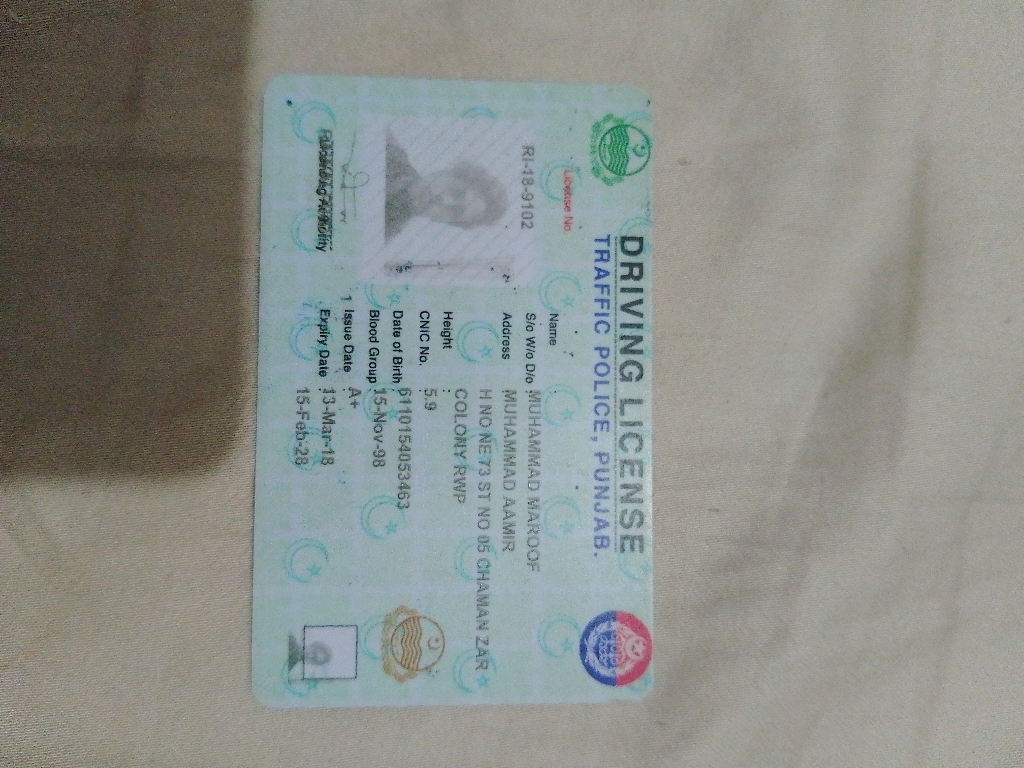 DRIVING LICENSE
TRAFFIC POLICE, PUNJAB.
License No.
RI-18-9102
Name : MUHAMMAD MAROOF
S/o W/o D/o : MUHAMMAD AAMIR
Address H NO NE 73 ST NO 05 CHAMAN ZAR
COLONY RWP
Height : 5.9
CNIC No. 6110154053463
Date of Birth 15-Nov-98
Blood Group A+
Issue Date : 13-Mar-18
Expiry Date : 15-Feb-28
Authority